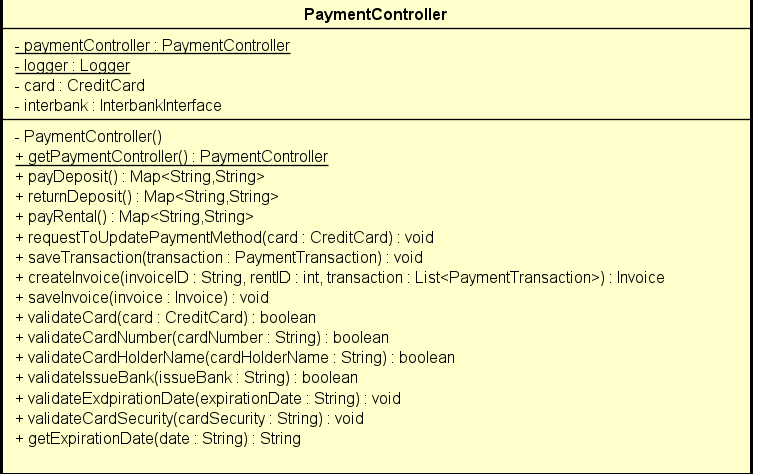 PaymentController
- paymentController : PaymentController
- logger : Logger
- card : CreditCard
- interbank : InterbankInterface
- PaymentController()
+ getPaymentController() : PaymentController
+ payDeposit() : Map<String,String>
+ returnDeposit() : Map<String,String>
+ payRental() : Map<String,String>
+ requestToUpdatePaymentMethod(card : CreditCard) : void
+ saveTransaction(transaction : PaymentTransaction) : void
+ createInvoice(invoiceID : String, rentID : int, transaction : List<PaymentTransaction>) : Invoice
+ saveInvoice(invoice : Invoice) : void
+ validateCard(card : CreditCard) : boolean
+ validateCardNumber(cardNumber : String) : boolean
+ validateCardHolderName(cardHolderName : String) : boolean
+ validateIssueBank(issueBank : String) : boolean
+ validateExdpirationDate(expirationDate : String) : void
+ validateCardSecurity(cardSecurity : String) : void
+ getExpirationDate(date : String) : String